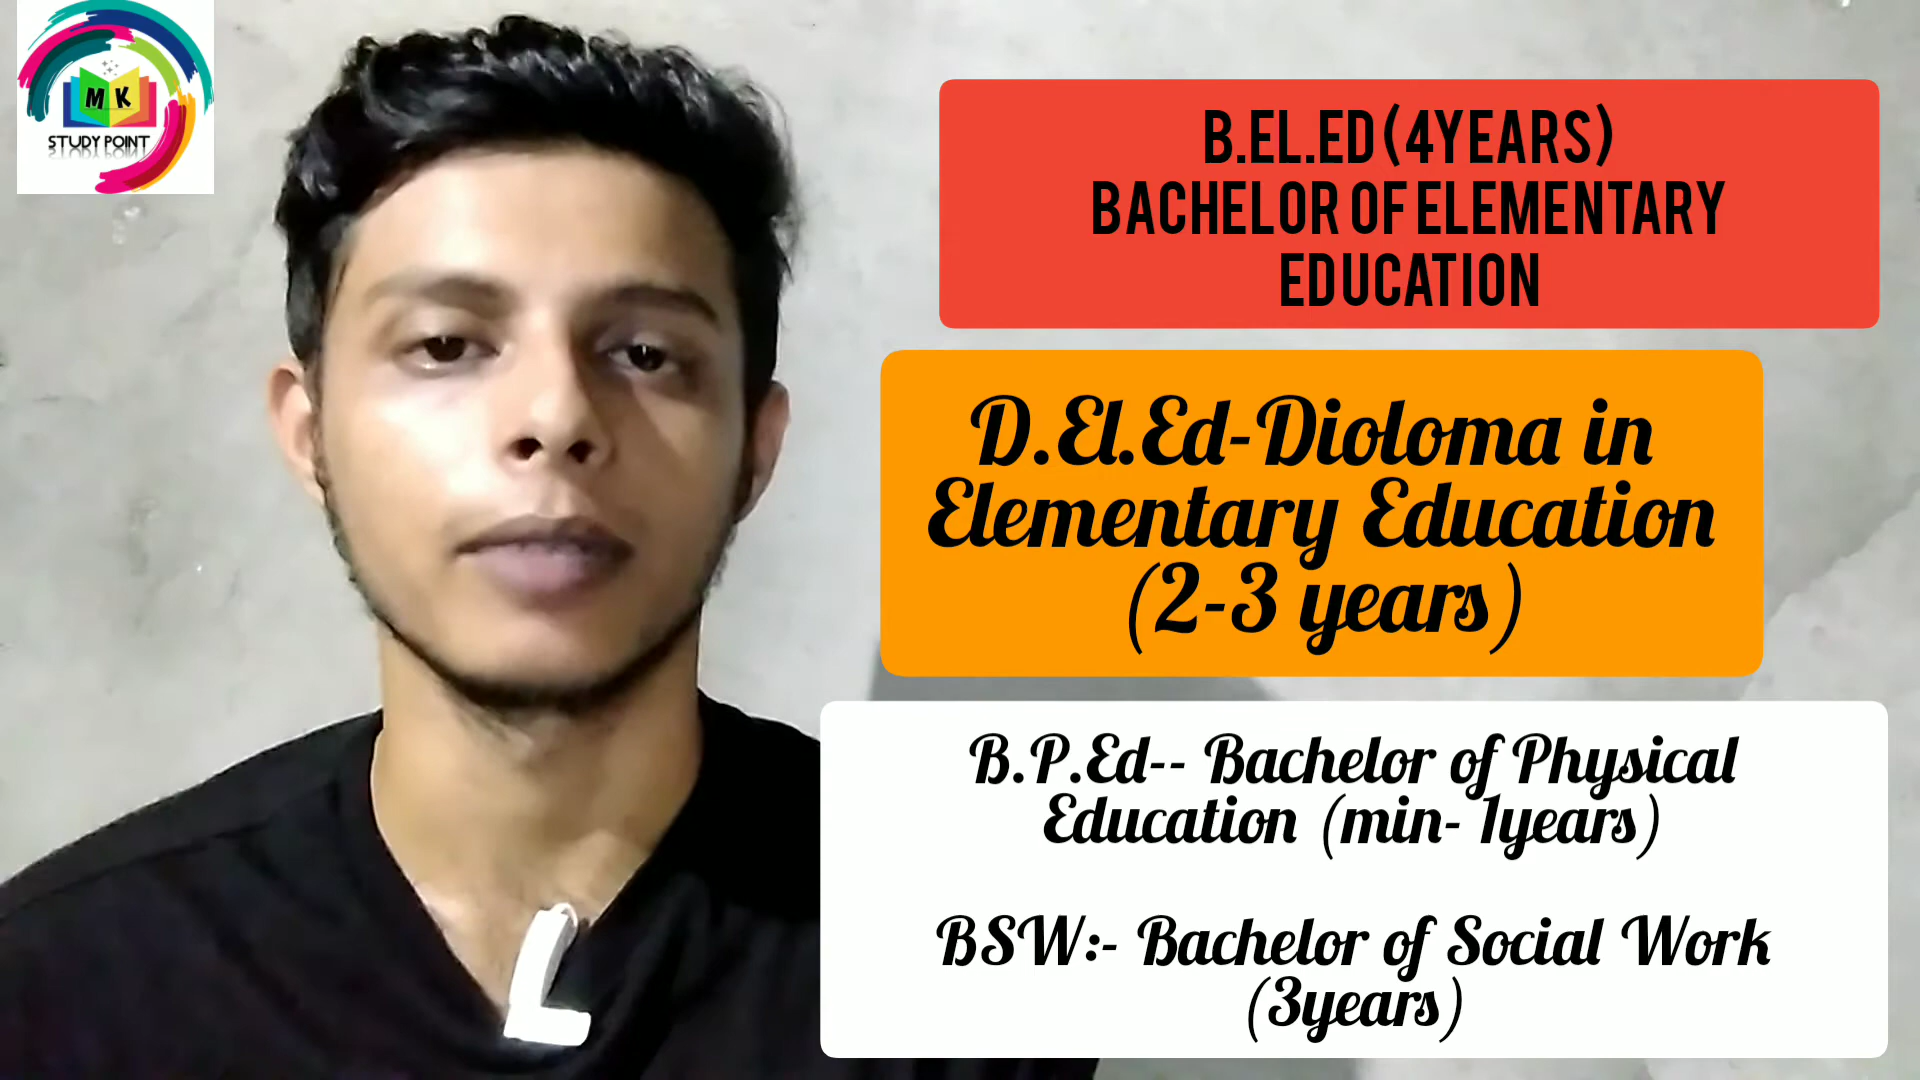 M K
STUDY POINT
B.EL.ED (4YEARS)
BACHELOR OF ELEMENTARY
EDUCATION
D.El.Ed-Dioloma in
Elementary Education
(2-3 years)
B.P.Ed-- Bachelor of Physical
Education (min- 1years)
BSW:- Bachelor of Social Work
(3years)